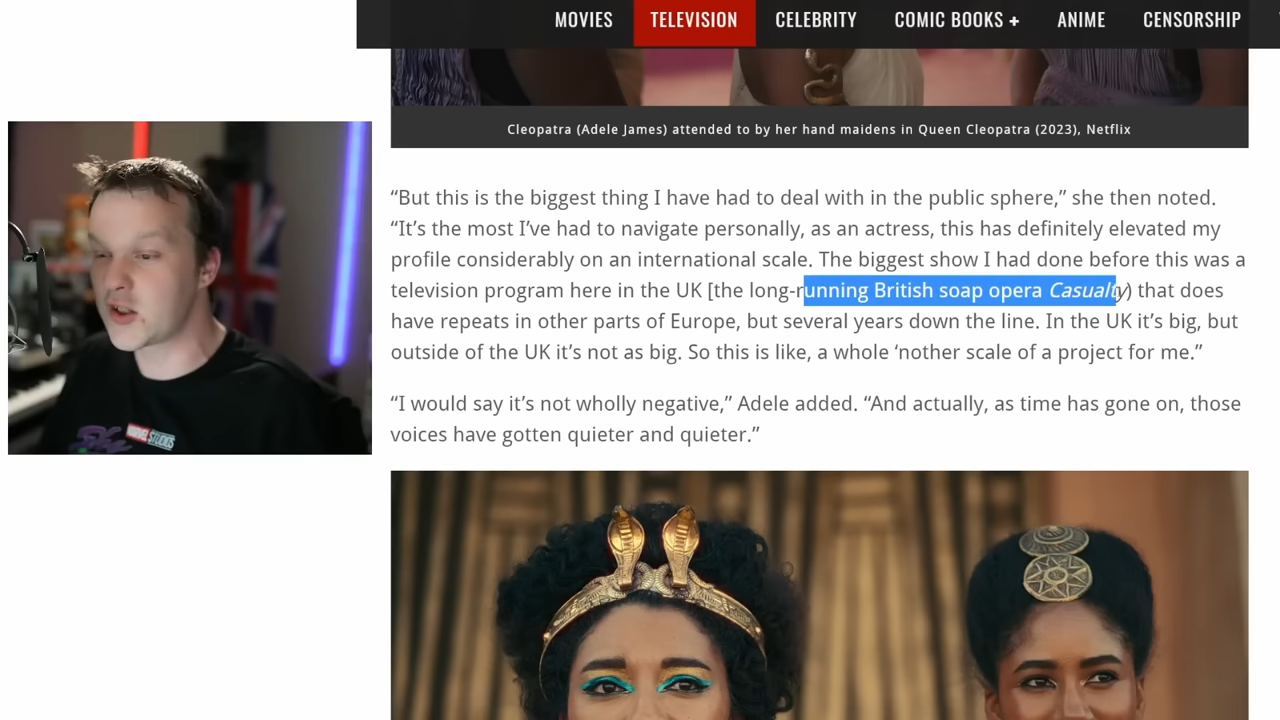 MOVIES TELEVISION CELEBRITY COMIC BOOKS + ANIME CENSORSHIP
Cleopatra (Adele James) attended to by her hand maidens in Queen Cleopatra (2023), Netflix
“But this is the biggest thing I have had to deal with in the public sphere,” she then noted.
“It’s the most I’ve had to navigate personally, as an actress, this has definitely elevated my
profile considerably on an international scale. The biggest show I had done before this was a
television program here in the UK [the long-running British soap opera Casualty) that does
have repeats in other parts of Europe, but several years down the line. In the UK it’s big, but
outside of the UK it’s not as big. So this is like, a whole ‘nother scale of a project for me.”
“I would say it’s not wholly negative,” Adele added. “And actually, as time has gone on, those
voices have gotten quieter and quieter.”
MARVEL STUDIOS